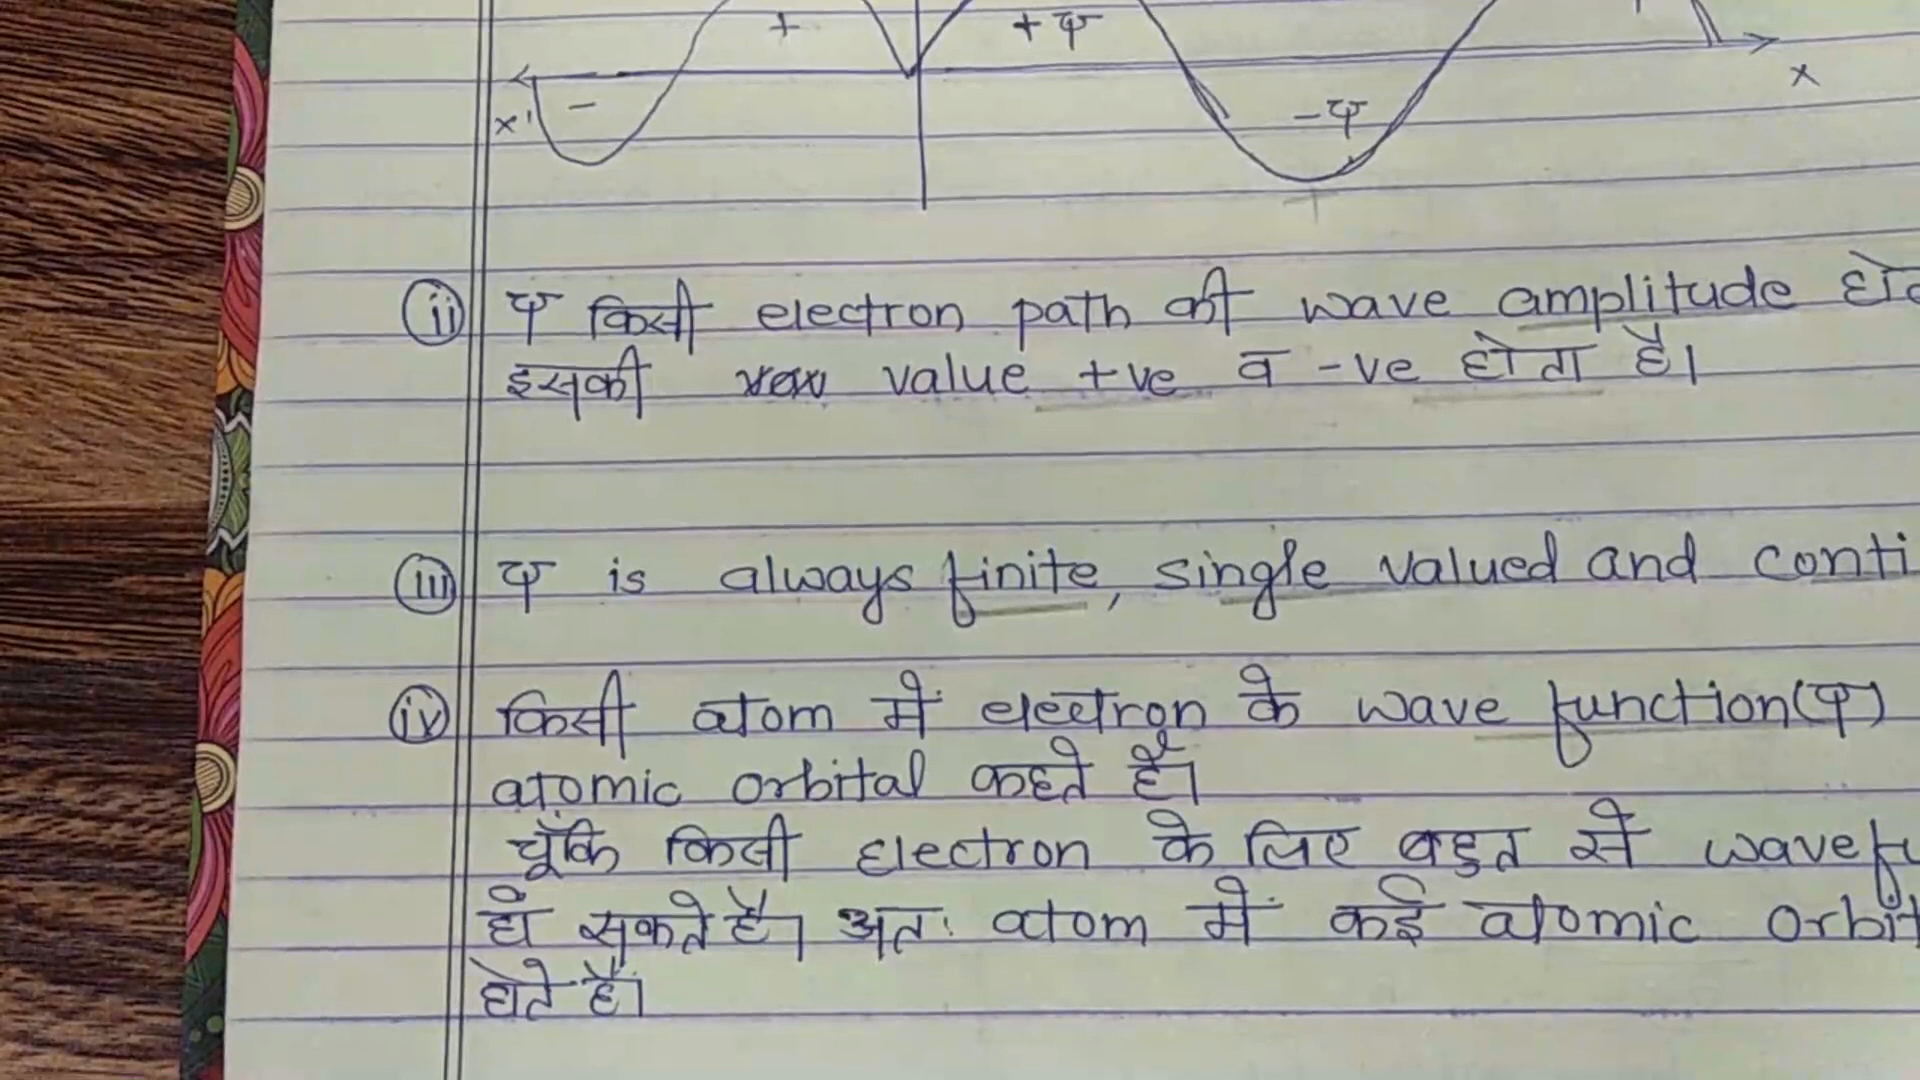 + + ψ
x' - -ψ x
(ii) ψ किसी electron path की wave amplitude
इसकी value +ve व -ve होता है।
(iii) ψ is always finite, single valued and conti
(iv) किसी atom में electron के wave function(ψ)
atomic orbital कहते हैं।
चूँकि किसी electron के लिए बहुत से wavefu
हो सकते है। अतः atom में कई atomic orbit
होते हैं।